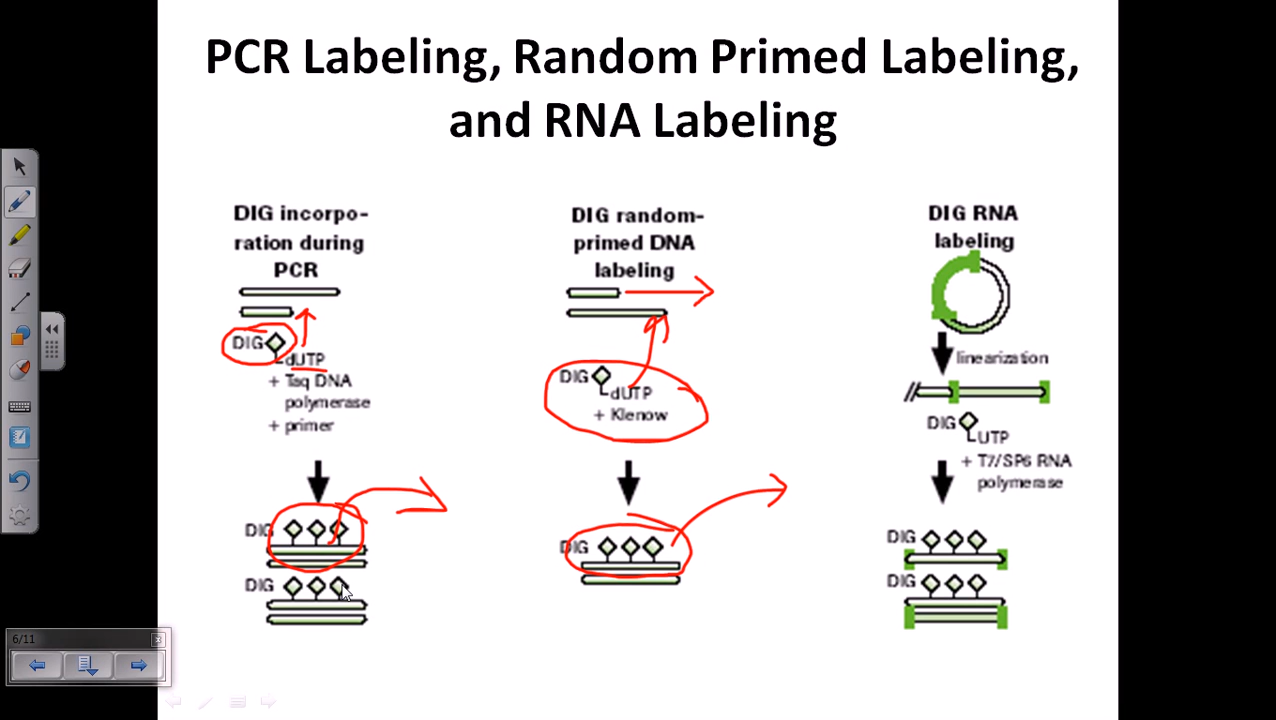 PCR Labeling, Random Primed Labeling,
and RNA Labeling
DIG incorpo-
ration during
PCR
DIG
dUTP
+ Taq DNA
polymerase
+ primer
DIG
DIG
DIG random-
primed DNA
labeling
DIG
dUTP
+ Klenow
DIG
DIG RNA
labeling
linearization
DIG
UTP
+ T7/SP6 RNA
polymerase
DIG
DIG
6/11